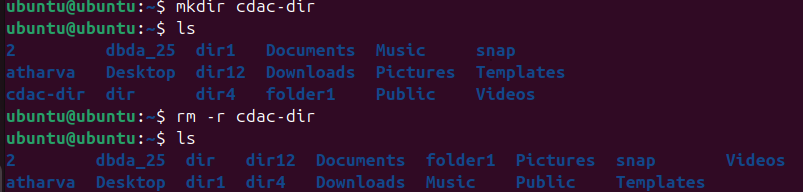 ubuntu@ubuntu:~$ mkdir cdac-dir
ubuntu@ubuntu:~$ ls
2 dbda_25 dir1 Documents Music snap
atharva Desktop dir12 Downloads Pictures Templates
cdac-dir dir dir4 folder1 Public Videos
ubuntu@ubuntu:~$ rm -r cdac-dir
ubuntu@ubuntu:~$ ls
2 dbda_25 dir dir12 Documents folder1 Pictures snap Videos
atharva Desktop dir1 dir4 Downloads Music Public Templates